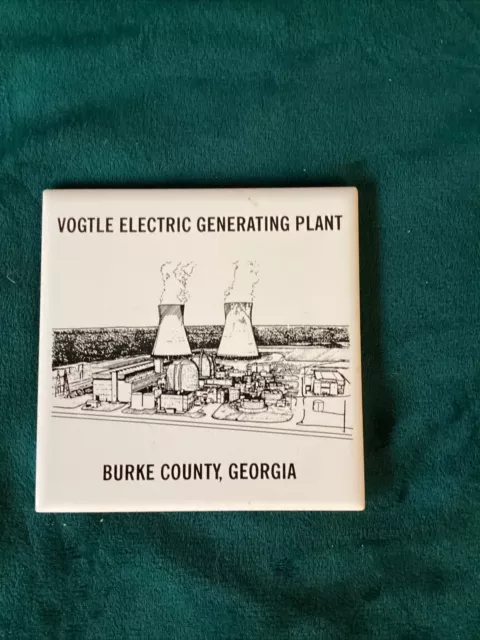 VOGTLE ELECTRIC GENERATING PLANT
BURKE COUNTY, GEORGIA